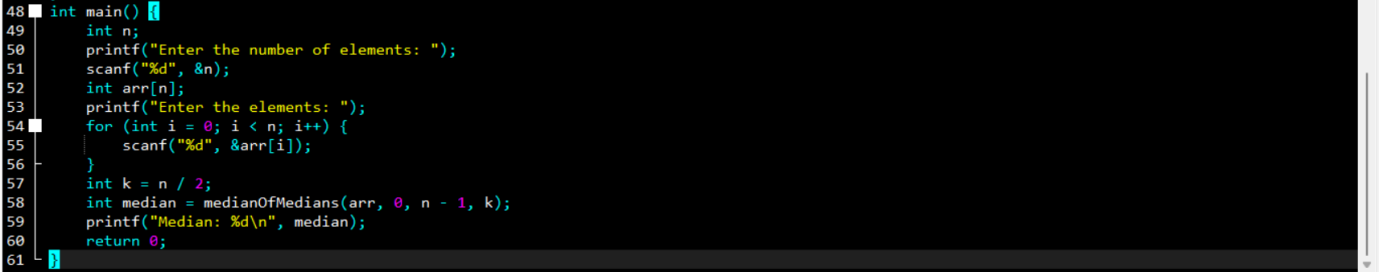 48 int main() {
49     int n;
50     printf("Enter the number of elements: ");
51     scanf("%d", &n);
52     int arr[n];
53     printf("Enter the elements: ");
54     for (int i = 0; i < n; i++) {
55         scanf("%d", &arr[i]);
56     }
57     int k = n / 2;
58     int median = medianOfMedians(arr, 0, n - 1, k);
59     printf("Median: %d\n", median);
60     return 0;
61 }